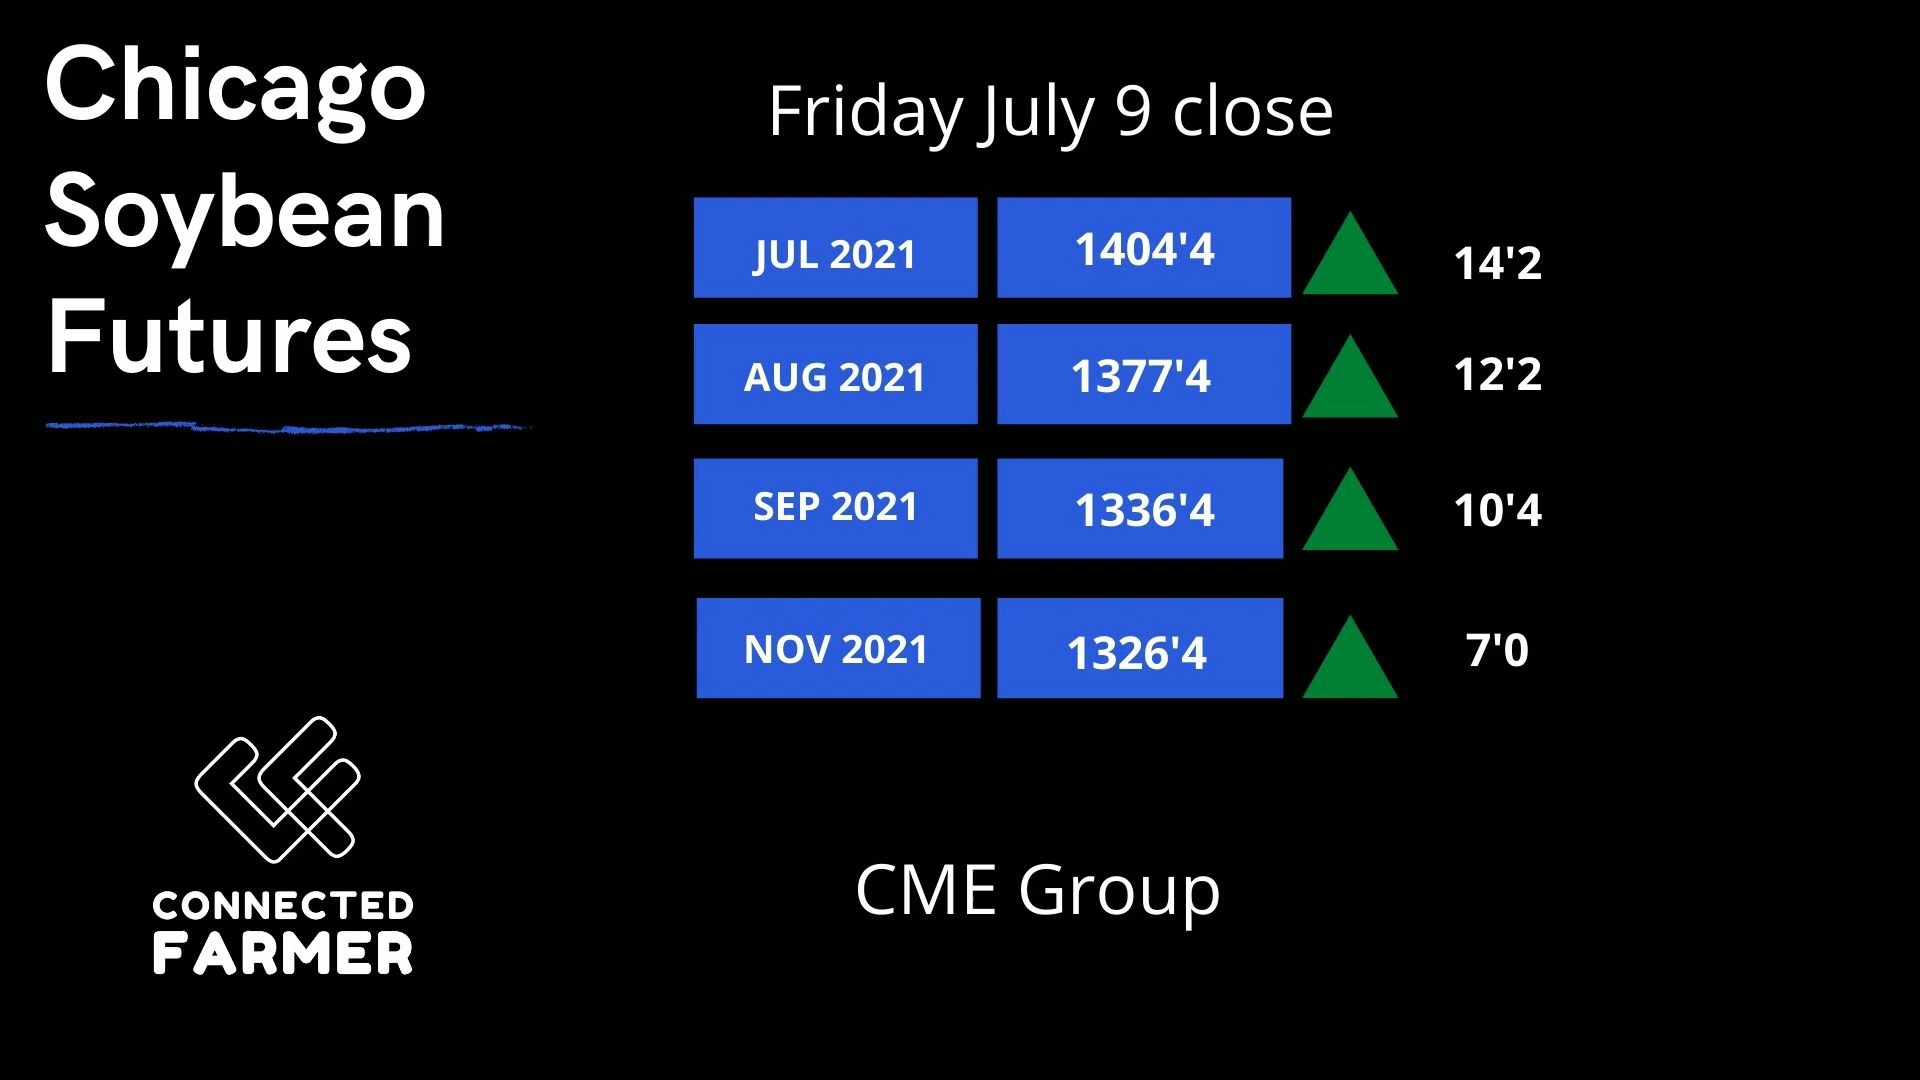 Chicago
Soybean
Futures
Friday July 9 close
JUL 2021 1404'4 14'2
AUG 2021 1377'4 12'2
SEP 2021 1336'4 10'4
NOV 2021 1326'4 7'0
CME Group
CONNECTED
FARMER